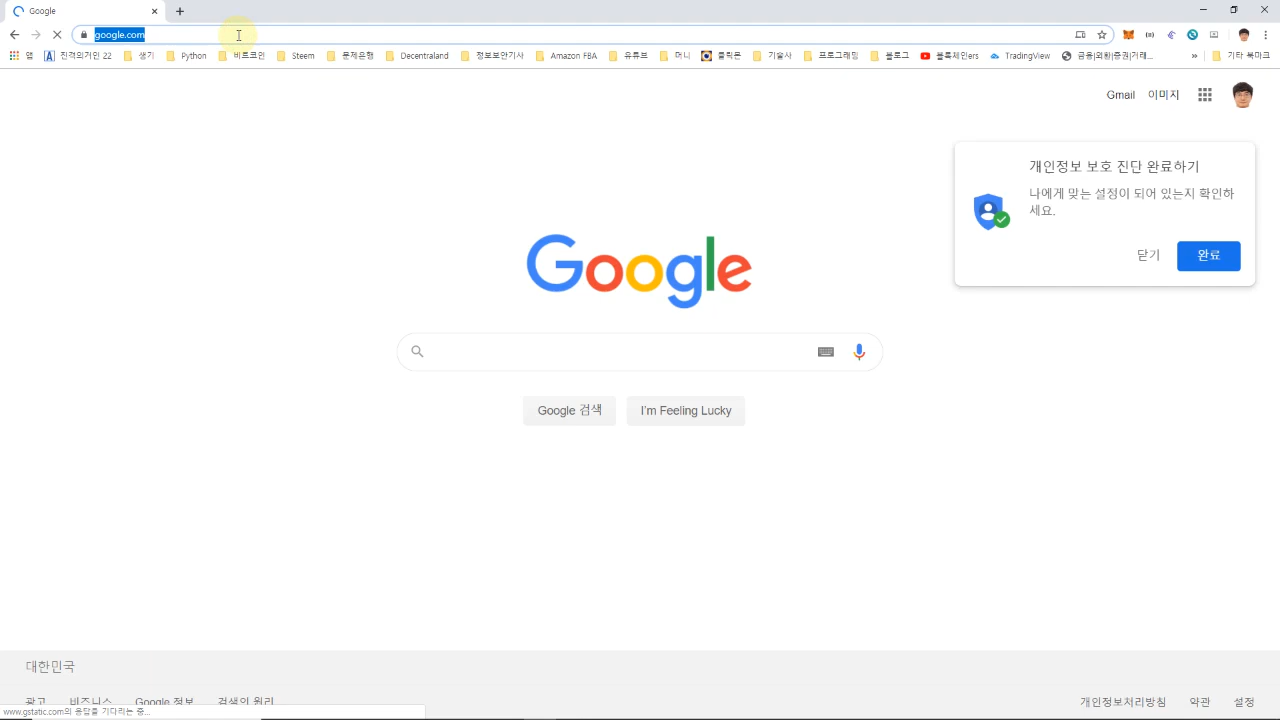 Google
google.com
앱
진격의거인 22
생기
Python
비트코인
Steem
문제은행
Decentraland
정보보안기사
Amazon FBA
유튜브
머니
클릭몬
기술사
프로그래밍
블로그
블록체인ers
TradingView
금융|외환|증권|거래...
»
기타 북마크
Gmail
이미지
개인정보 보호 진단 완료하기
나에게 맞는 설정이 되어 있는지 확인하
세요.
닫기
완료
Google
Google 검색
I'm Feeling Lucky
대한민국
광고
비즈니스
Google 정보
검색의 원리
개인정보처리방침
약관
설정
www.gstatic.com의 응답을 기다리는 중...